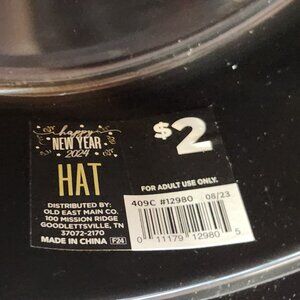 happy
NEW YEAR
2024
HAT
$2
FOR ADULT USE ONLY.
DISTRIBUTED BY:
OLD EAST MAIN CO.
100 MISSION RIDGE
GOODLETTSVILLE, TN
37072-2170
MADE IN CHINA F24
409C #12980 08/23
0 11179 12980 5